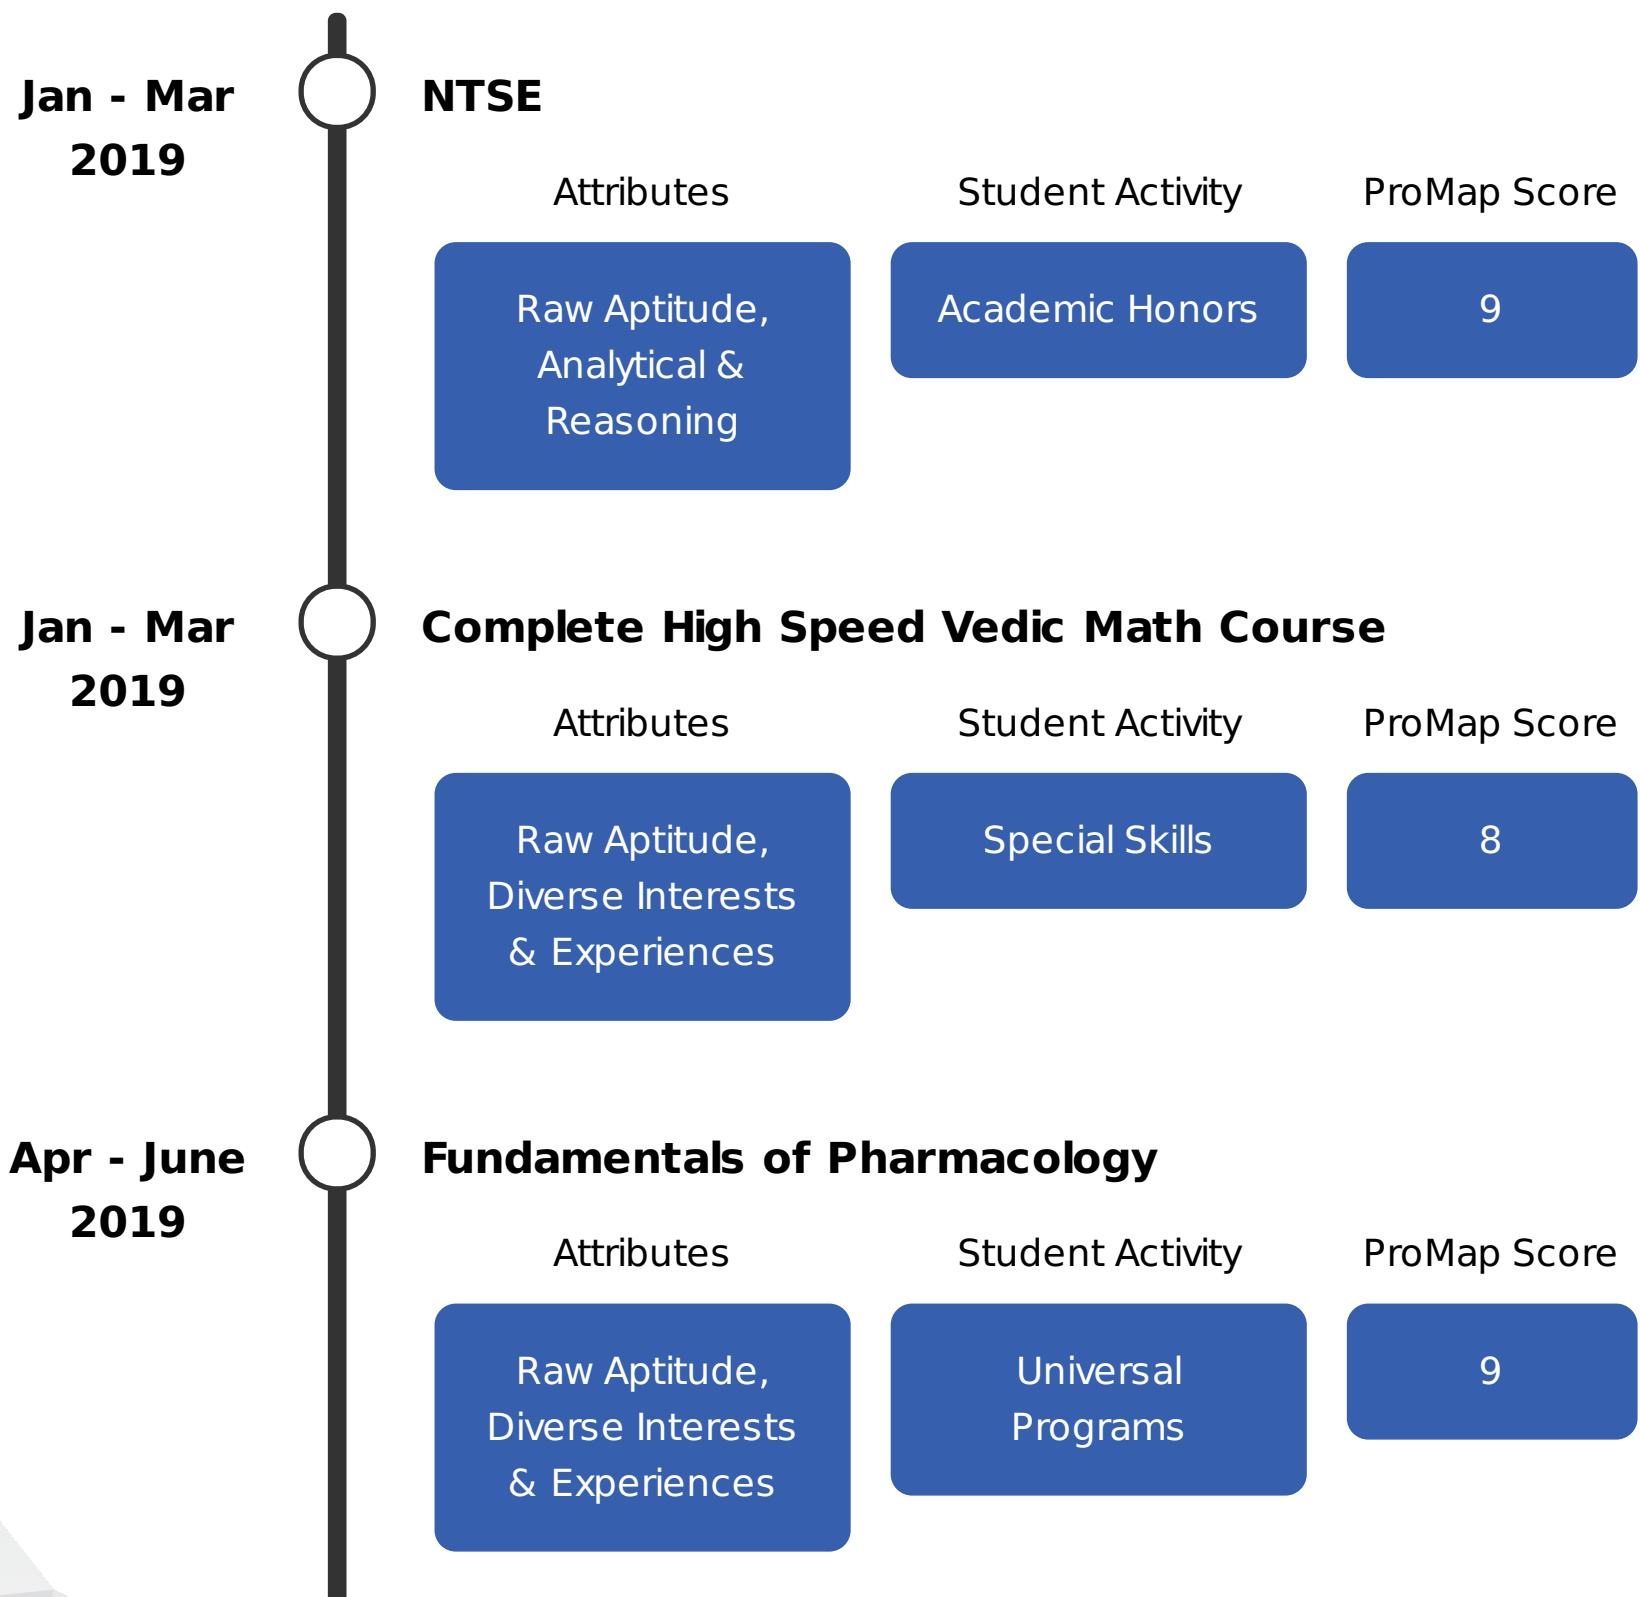 Jan - Mar
2019
NTSE
Attributes
Student Activity
ProMap Score
Raw Aptitude,
Analytical &
Reasoning
Academic Honors
9
Jan - Mar
2019
Complete High Speed Vedic Math Course
Attributes
Student Activity
ProMap Score
Raw Aptitude,
Diverse Interests
& Experiences
Special Skills
8
Apr - June
2019
Fundamentals of Pharmacology
Attributes
Student Activity
ProMap Score
Raw Aptitude,
Diverse Interests
& Experiences
Universal
Programs
9